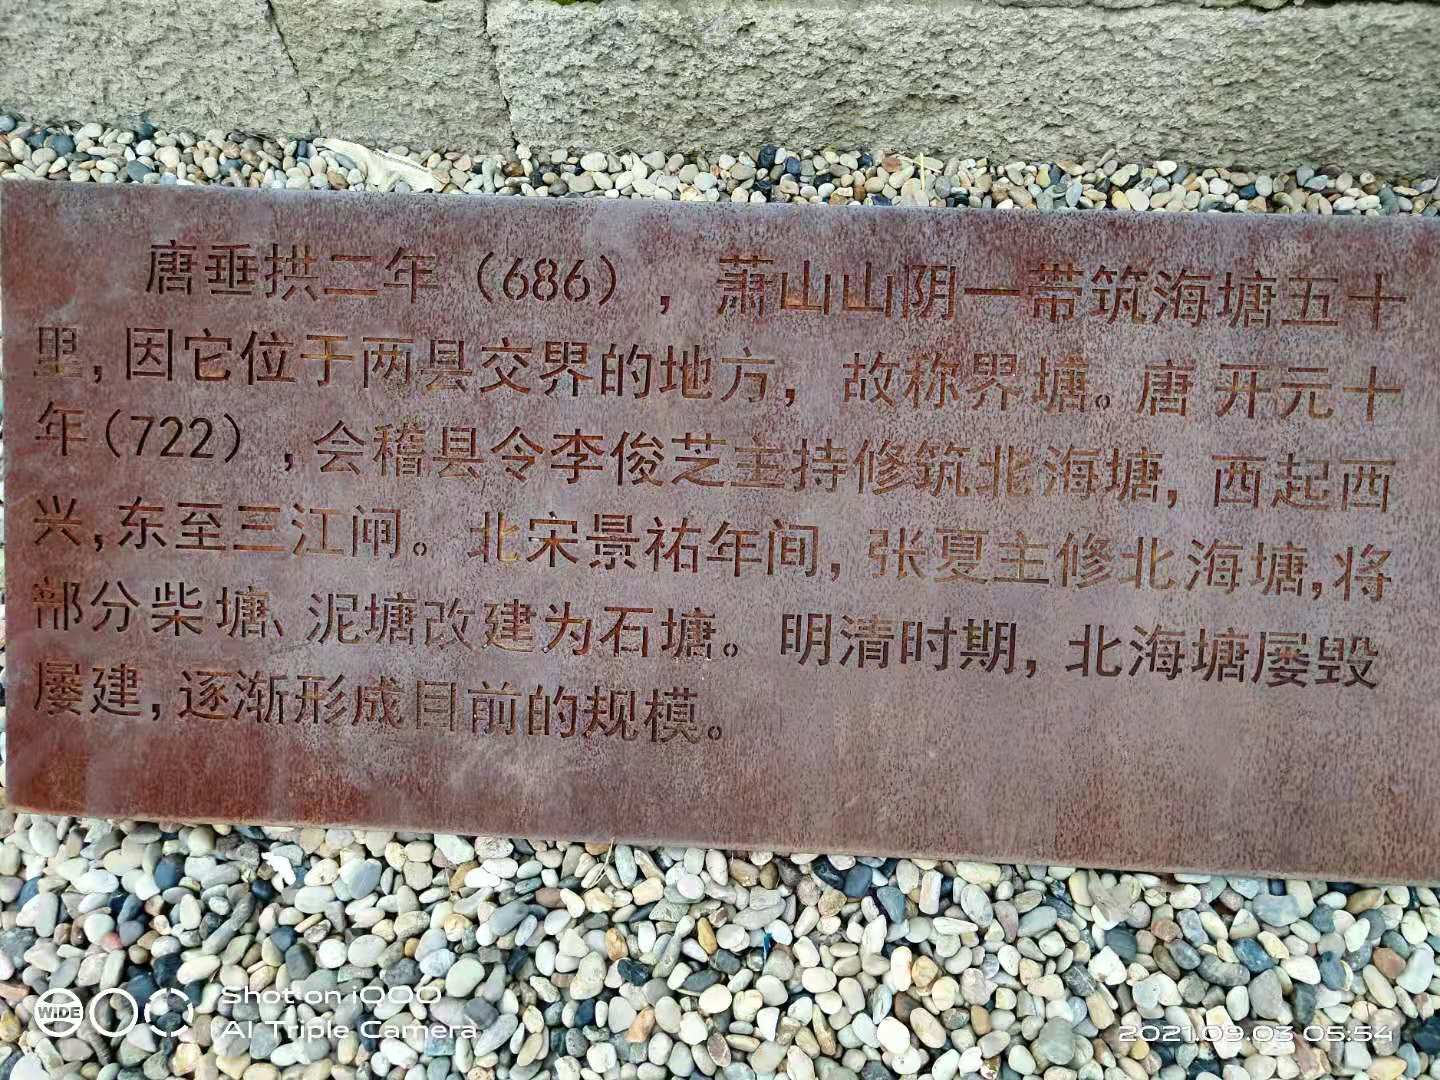 唐垂拱二年（686），萧山山阴一带筑海塘五十
里，因它位于两县交界的地方，故称界塘。唐 开元十
年（722），会稽县令李俊芝主持修筑北海塘，西起西
兴，东至三江闸。北宋景祐年间，张夏主修北海塘，将
部分柴塘、泥塘改建为石塘。明清时期，北海塘屡毁
屡建，逐渐形成目前的规模。
WIDE
Shot on iQOO
AI Triple Camera
2021.09.03 05:54